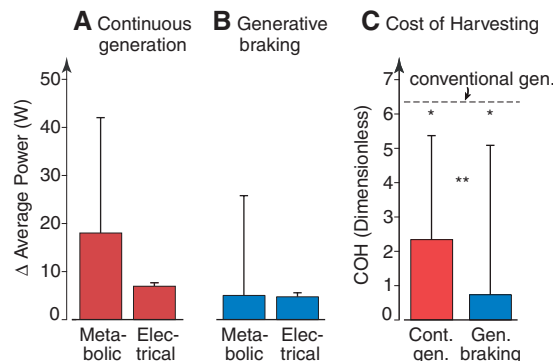 A Continuous
generation
B Generative
braking
C Cost of Harvesting
Δ Average Power (W)
50
40
20
10
0
Meta-
bolic
Elec-
trical
Meta-
bolic
Elec-
trical
COH (Dimensionless)
7
6
5
4
3
2
1
0
conventional gen.
*
*
**
Cont.
gen.
Gen.
braking